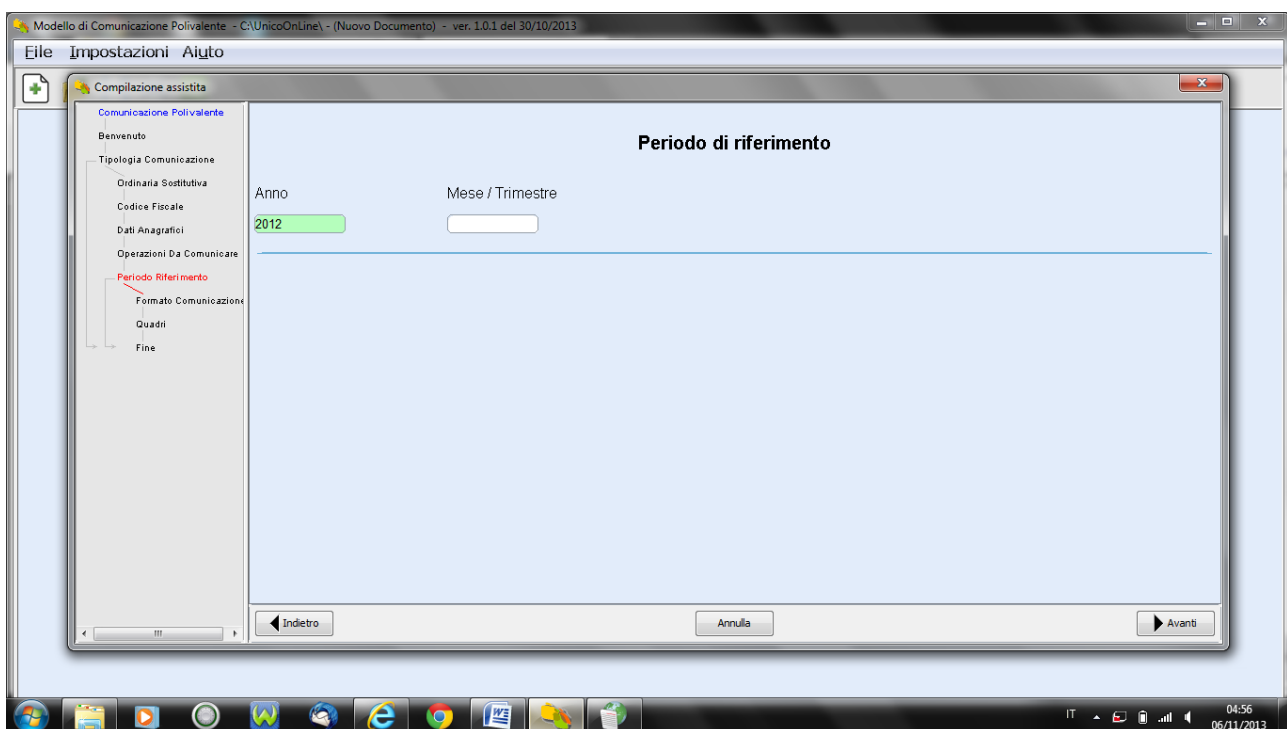 Modello di Comunicazione Polivalente - C:\UnicoOnLine\ - (Nuovo Documento) - ver. 1.0.1 del 30/10/2013
File Impostazioni Aiuto
Compilazione assistita
Comunicazione Polivalente
Benvenuto
Tipologia Comunicazione
Ordinaria Sostitutiva
Codice Fiscale
Dati Anagrafici
Operazioni Da Comunicare
Periodo Riferimento
Formato Comunicazione
Quadri
Fine
Periodo di riferimento
Anno Mese / Trimestre
2012
Indietro Annulla Avanti
IT 04:56
06/11/2013